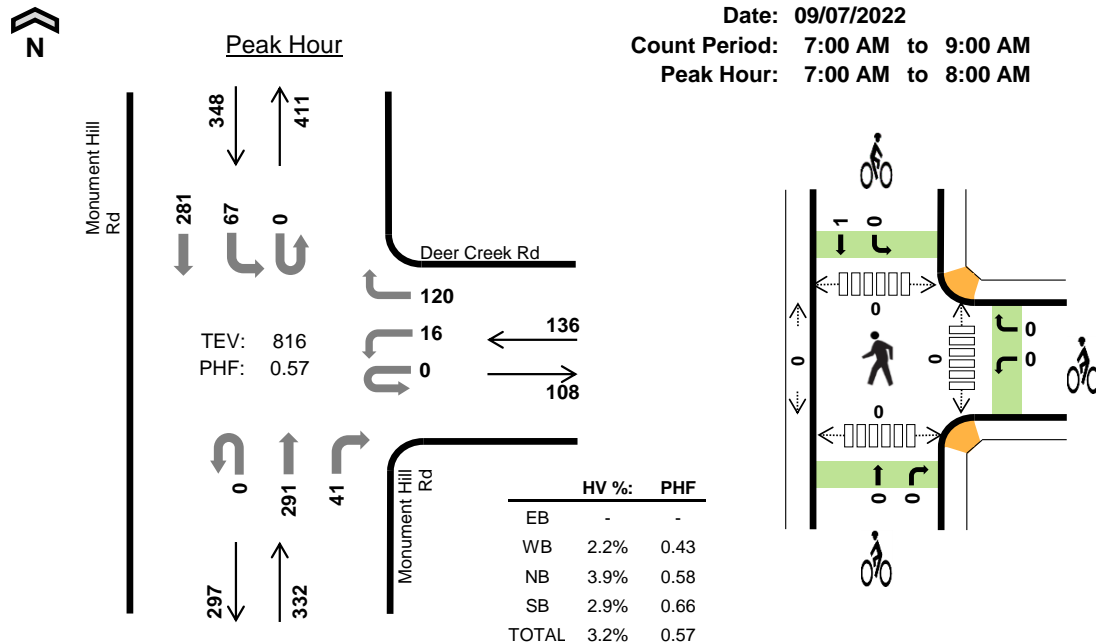 N
Peak Hour
Date: 09/07/2022
Count Period: 7:00 AM to 9:00 AM
Peak Hour: 7:00 AM to 8:00 AM
348
411
Monument Hill
Rd
281
67
0
Deer Creek Rd
120
16
0
136
108
TEV: 816
PHF: 0.57
0
291
41
Monument Hill
Rd
297
332
HV %: PHF
EB - -
WB 2.2% 0.43
NB 3.9% 0.58
SB 2.9% 0.66
TOTAL 3.2% 0.57
1
0
0
0
0
0
0
0
0
0